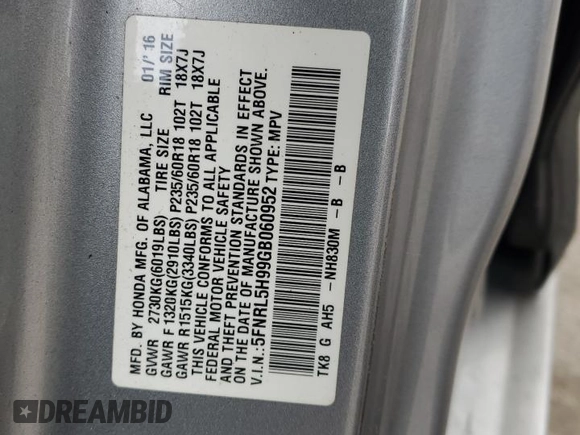 MFD. BY HONDA MFG. OF ALABAMA, LLC 01/'16
GVWR 2730KG(6019LBS) TIRE SIZE RIM SIZE
GAWR F 1320KG(2910LBS) P235/60R18 102T 18X7J
GAWR R1515KG(3340LBS) P235/60R18 102T 18X7J
THIS VEHICLE CONFORMS TO ALL APPLICABLE
FEDERAL MOTOR VEHICLE SAFETY
AND THEFT PREVENTION STANDARDS IN EFFECT
ON THE DATE OF MANUFACTURE SHOWN ABOVE.
V.I.N.:5FNRL5H99GB060952 TYPE: MPV
TK8 G AH5 -NH830M -B -B
DREAMBID